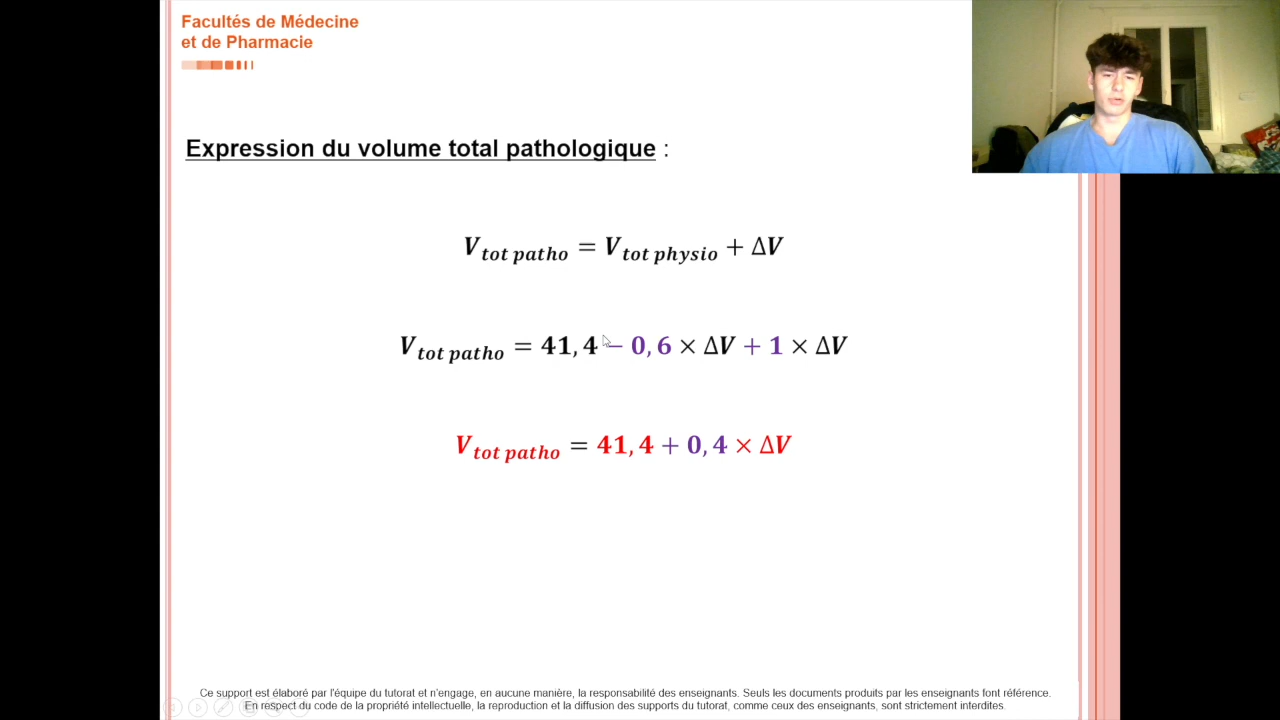 Facultés de Médecine
et de Pharmacie
Expression du volume total pathologique :
V tot patho = V tot physio + ΔV
V tot patho = 41,4 − 0,6 × ΔV + 1 × ΔV
V tot patho = 41,4 + 0,4 × ΔV
Ce support est élaboré par l'équipe du tutorat et n'engage, en aucune manière, la responsabilité des enseignants. Seuls les documents produits par les enseignants font référence.
En respect du code de la propriété intellectuelle, la reproduction et la diffusion des supports du tutorat, comme ceux des enseignants, sont strictement interdites.